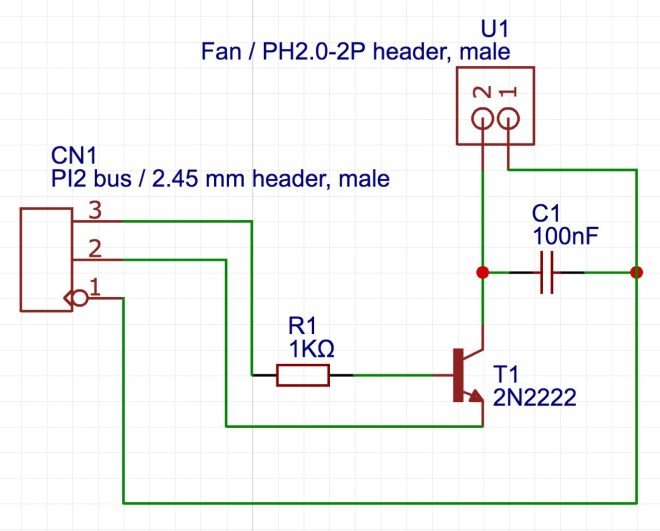 U1
Fan / PH2.0-2P header, male
2 1
CN1
PI2 bus / 2.45 mm header, male
3
2
1
C1
100nF
R1
1KΩ
T1
2N2222